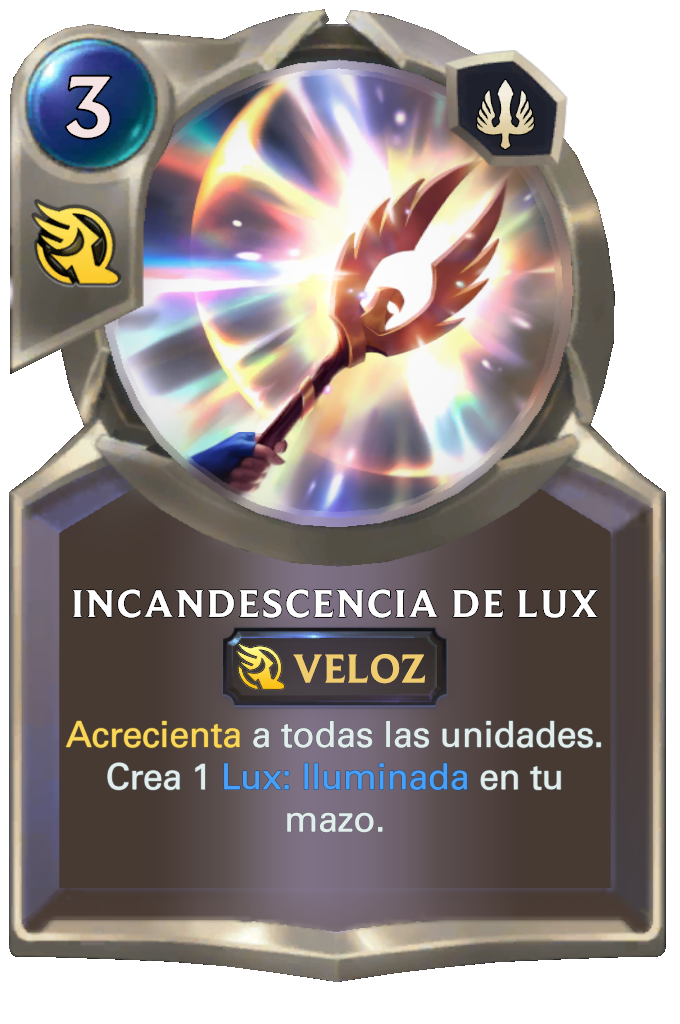 3
INCANDESCENCIA DE LUX
VELOZ
Acrecienta a todas las unidades.
Crea 1 Lux: Iluminada en tu
mazo.